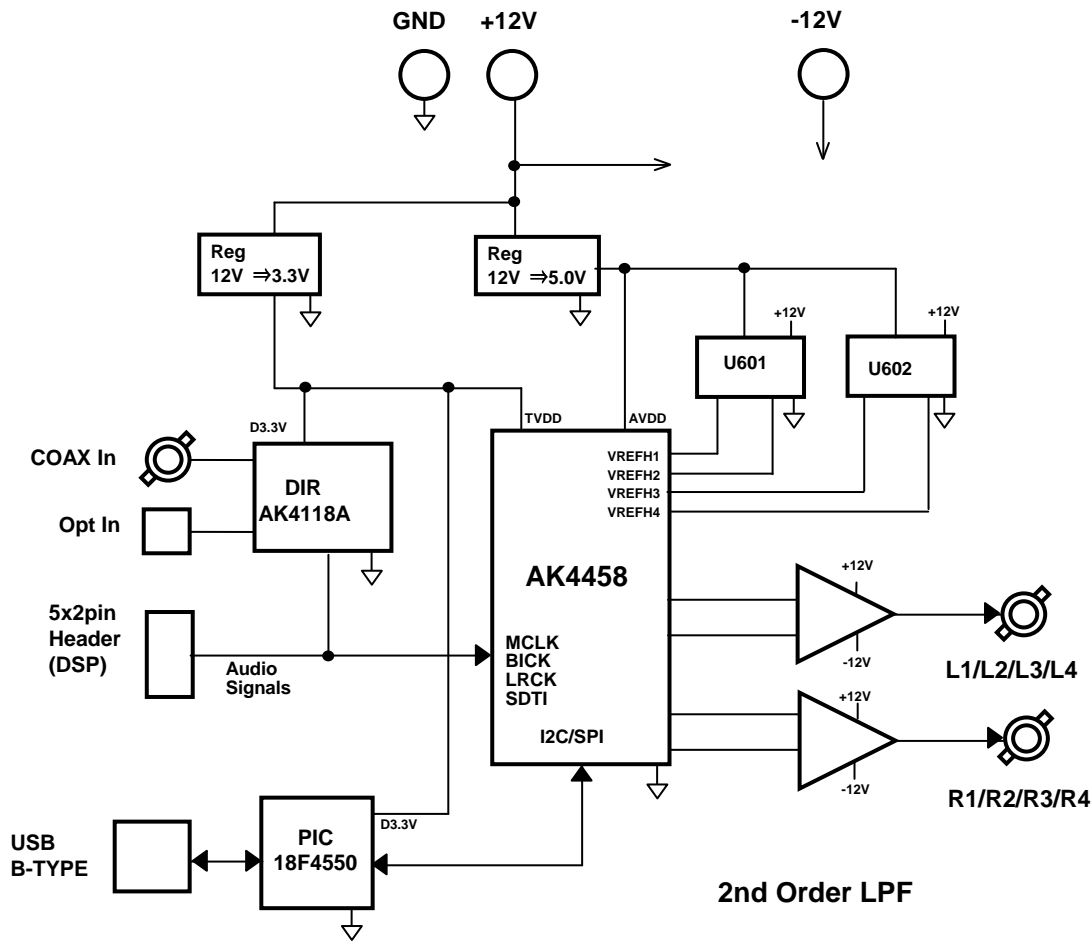 GND
+12V
-12V
Reg
12V ⇒3.3V
Reg
12V ⇒5.0V
+12V
U601
+12V
U602
TVDD
AVDD
D3.3V
COAX In
DIR
AK4118A
Opt In
VREFH1
VREFH2
VREFH3
VREFH4
AK4458
5x2pin
Header
(DSP)
Audio
Signals
MCLK
BICK
LRCK
SDTI
I2C/SPI
+12V
-12V
L1/L2/L3/L4
+12V
-12V
R1/R2/R3/R4
USB
B-TYPE
PIC
18F4550
D3.3V
2nd Order LPF